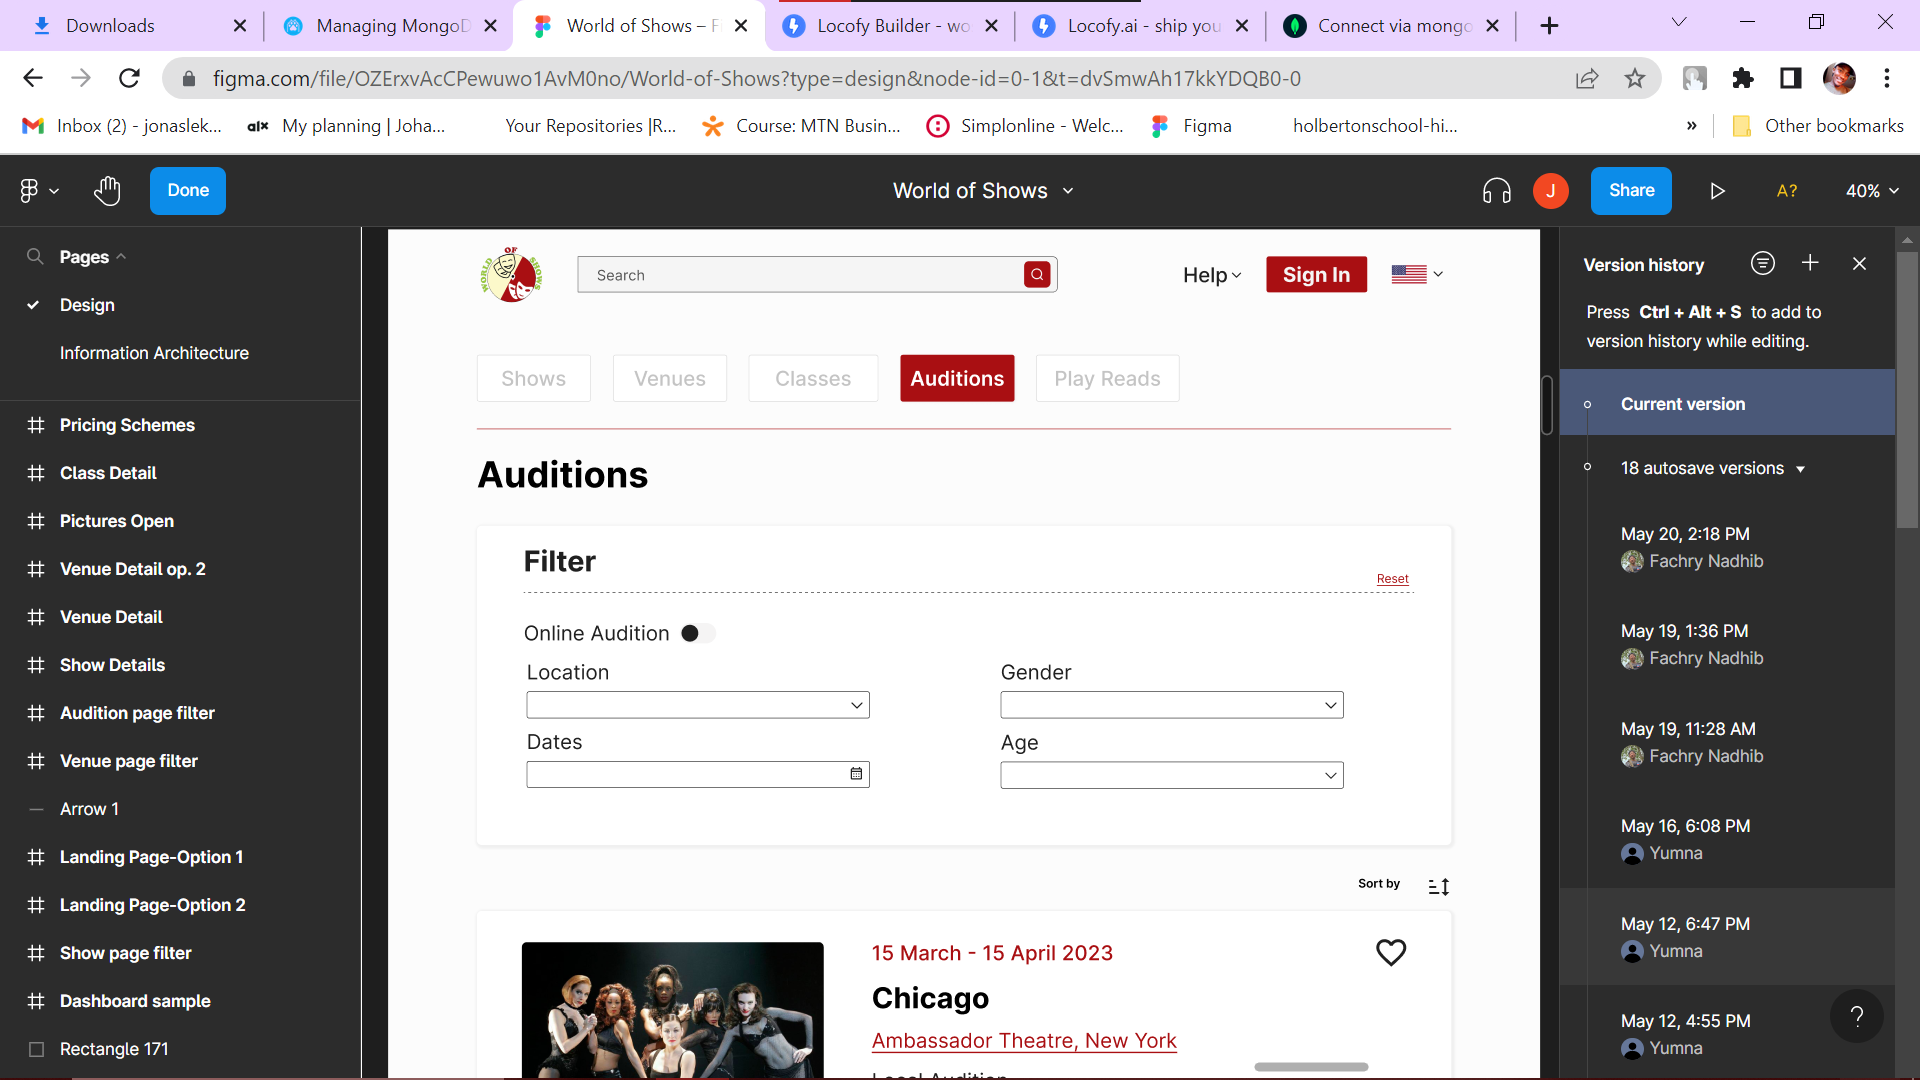 Downloads
Managing MongoD
World of Shows – Fi
Locofy Builder - wo
Locofy.ai - ship you
Connect via mongo
figma.com/file/OZErxvAcCPewuwo1AvM0no/World-of-Shows?type=design&node-id=0-1&t=dvSmwAh17kkYDQB0-0
Inbox (2) - jonaslek...
alx My planning | Joha...
Your Repositories |R...
Course: MTN Busin...
Simplonline - Welc...
Figma
holbertonschool-hi...
»
Other bookmarks
Done
World of Shows
J
Share
A?
40%
Pages
Design
Information Architecture
Pricing Schemes
Class Detail
Pictures Open
Venue Detail op. 2
Venue Detail
Show Details
Audition page filter
Venue page filter
Arrow 1
Landing Page-Option 1
Landing Page-Option 2
Show page filter
Dashboard sample
Rectangle 171
WORLD OF SHOWS
Search
Help
Sign In
Shows
Venues
Classes
Auditions
Play Reads
Auditions
Filter
Reset
Online Audition
Location
Gender
Dates
Age
Sort by
15 March - 15 April 2023
Chicago
Ambassador Theatre, New York
Local Audition
Version history
Press Ctrl + Alt + S to add to
version history while editing.
Current version
18 autosave versions
May 20, 2:18 PM
Fachry Nadhib
May 19, 1:36 PM
Fachry Nadhib
May 19, 11:28 AM
Fachry Nadhib
May 16, 6:08 PM
Yumna
May 12, 6:47 PM
Yumna
May 12, 4:55 PM
Yumna
?